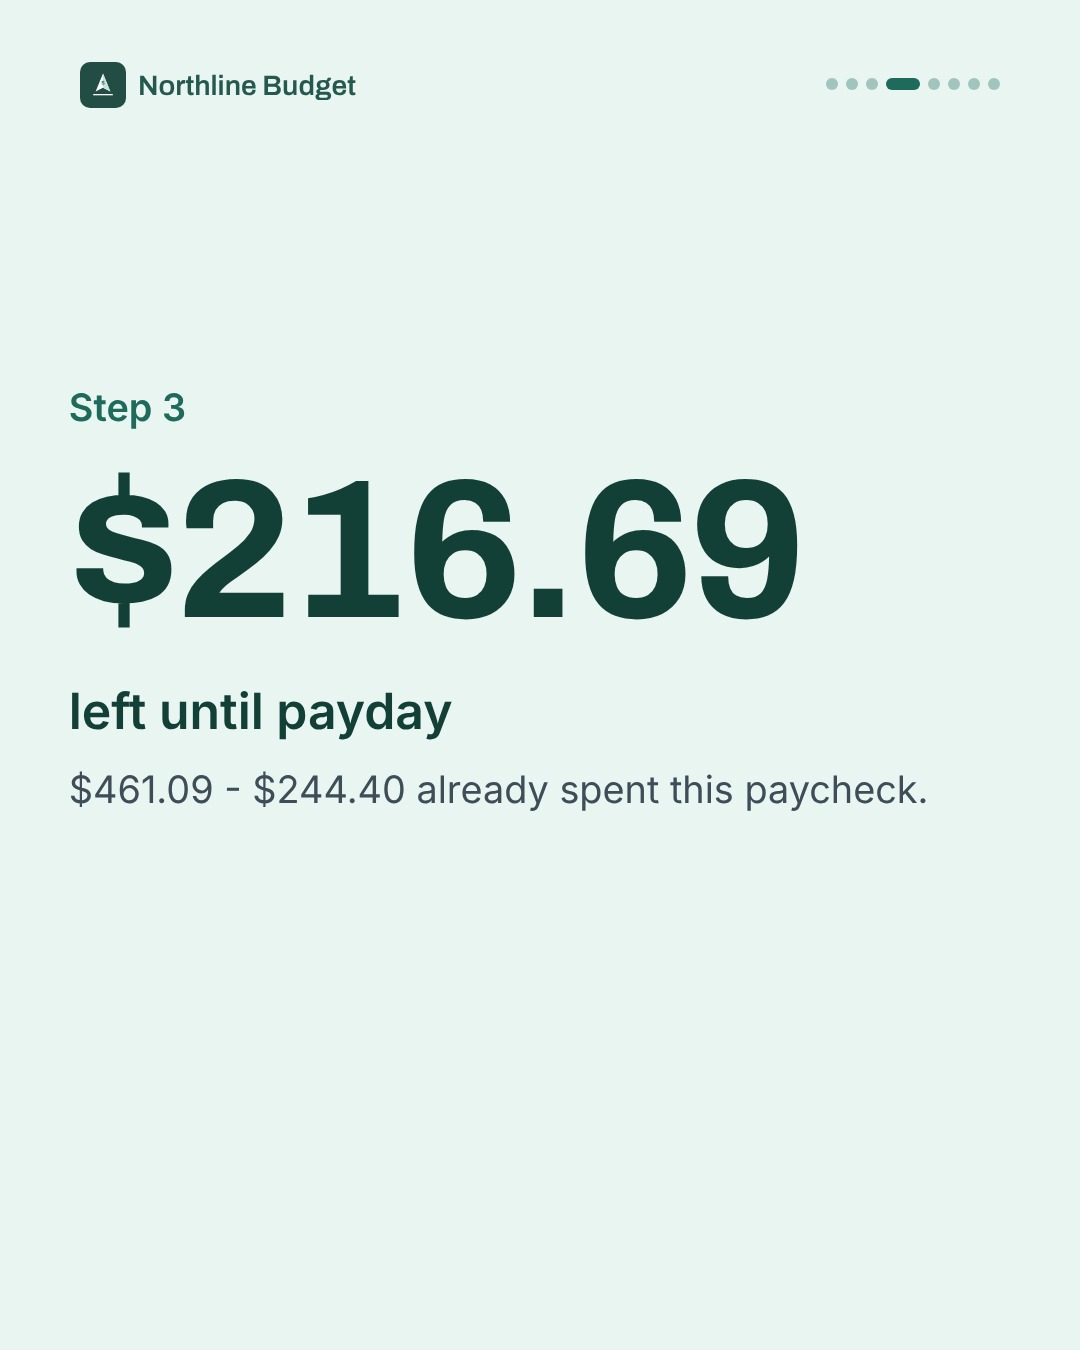 Northline Budget
Step 3
$216.69
left until payday
$461.09 - $244.40 already spent this paycheck.